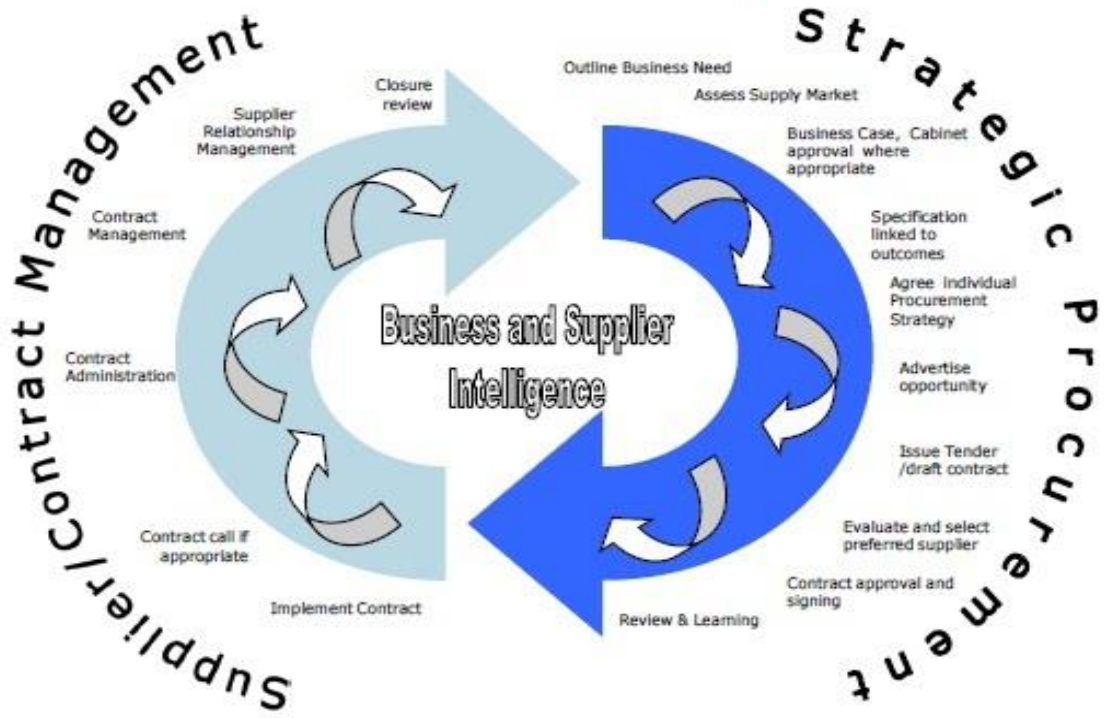 Supplier/Contract Management
Strategic Procurement
Closure
review
Supplier
Relationship
Management
Contract
Management
Contract
Administration
Contract call if
appropriate
Implement Contract
Business and Supplier
Intelligence
Outline Business Need
Assess Supply Market
Business Case, Cabinet
approval where
appropriate
Specification
linked to
outcomes
Agree individual
Procurement
Strategy
Advertise
opportunity
Issue Tender
/draft contract
Evaluate and select
preferred supplier
Contract approval and
signing
Review & Learning